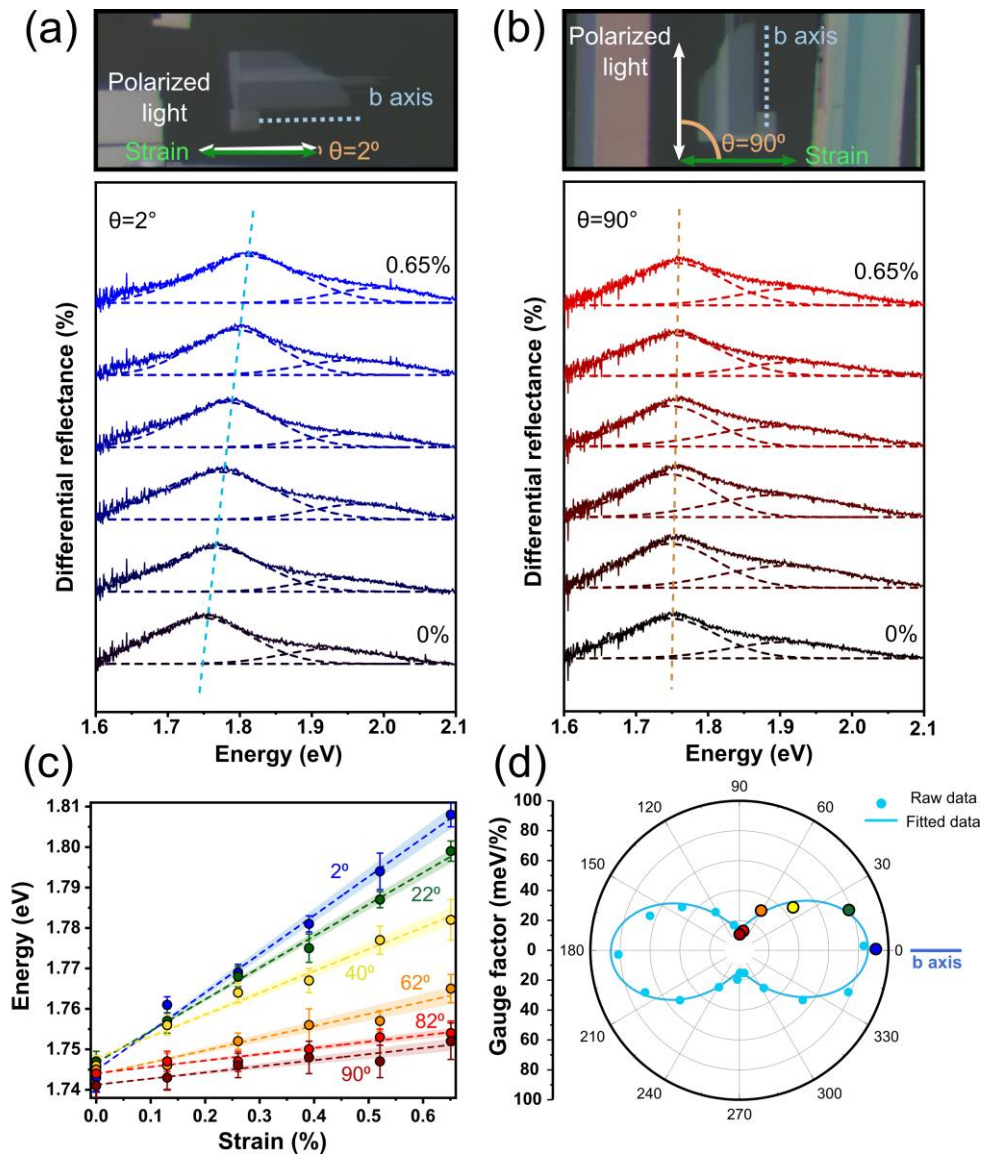 (a)
Polarized
light
b axis
Strain
θ=2º
(b)
Polarized
light
b axis
θ=90º
Strain
θ=2°
0.65%
0%
Differential reflectance (%)
1.6 1.7 1.8 1.9 2.0 2.1
Energy (eV)
θ=90°
0.65%
0%
Differential reflectance (%)
1.6 1.7 1.8 1.9 2.0 2.1
Energy (eV)
(c)
1.81
1.80
1.79
1.78
1.77
1.76
1.75
1.74
Energy (eV)
2º
22º
40º
62º
82º
90º
0.0 0.1 0.2 0.3 0.4 0.5 0.6
Strain (%)
(d)
100
80
60
40
20
0
20
40
60
80
100
Gauge factor (meV/%)
90
120 60
150 30
180 0
b axis
210 330
240 300
270
Raw data
Fitted data